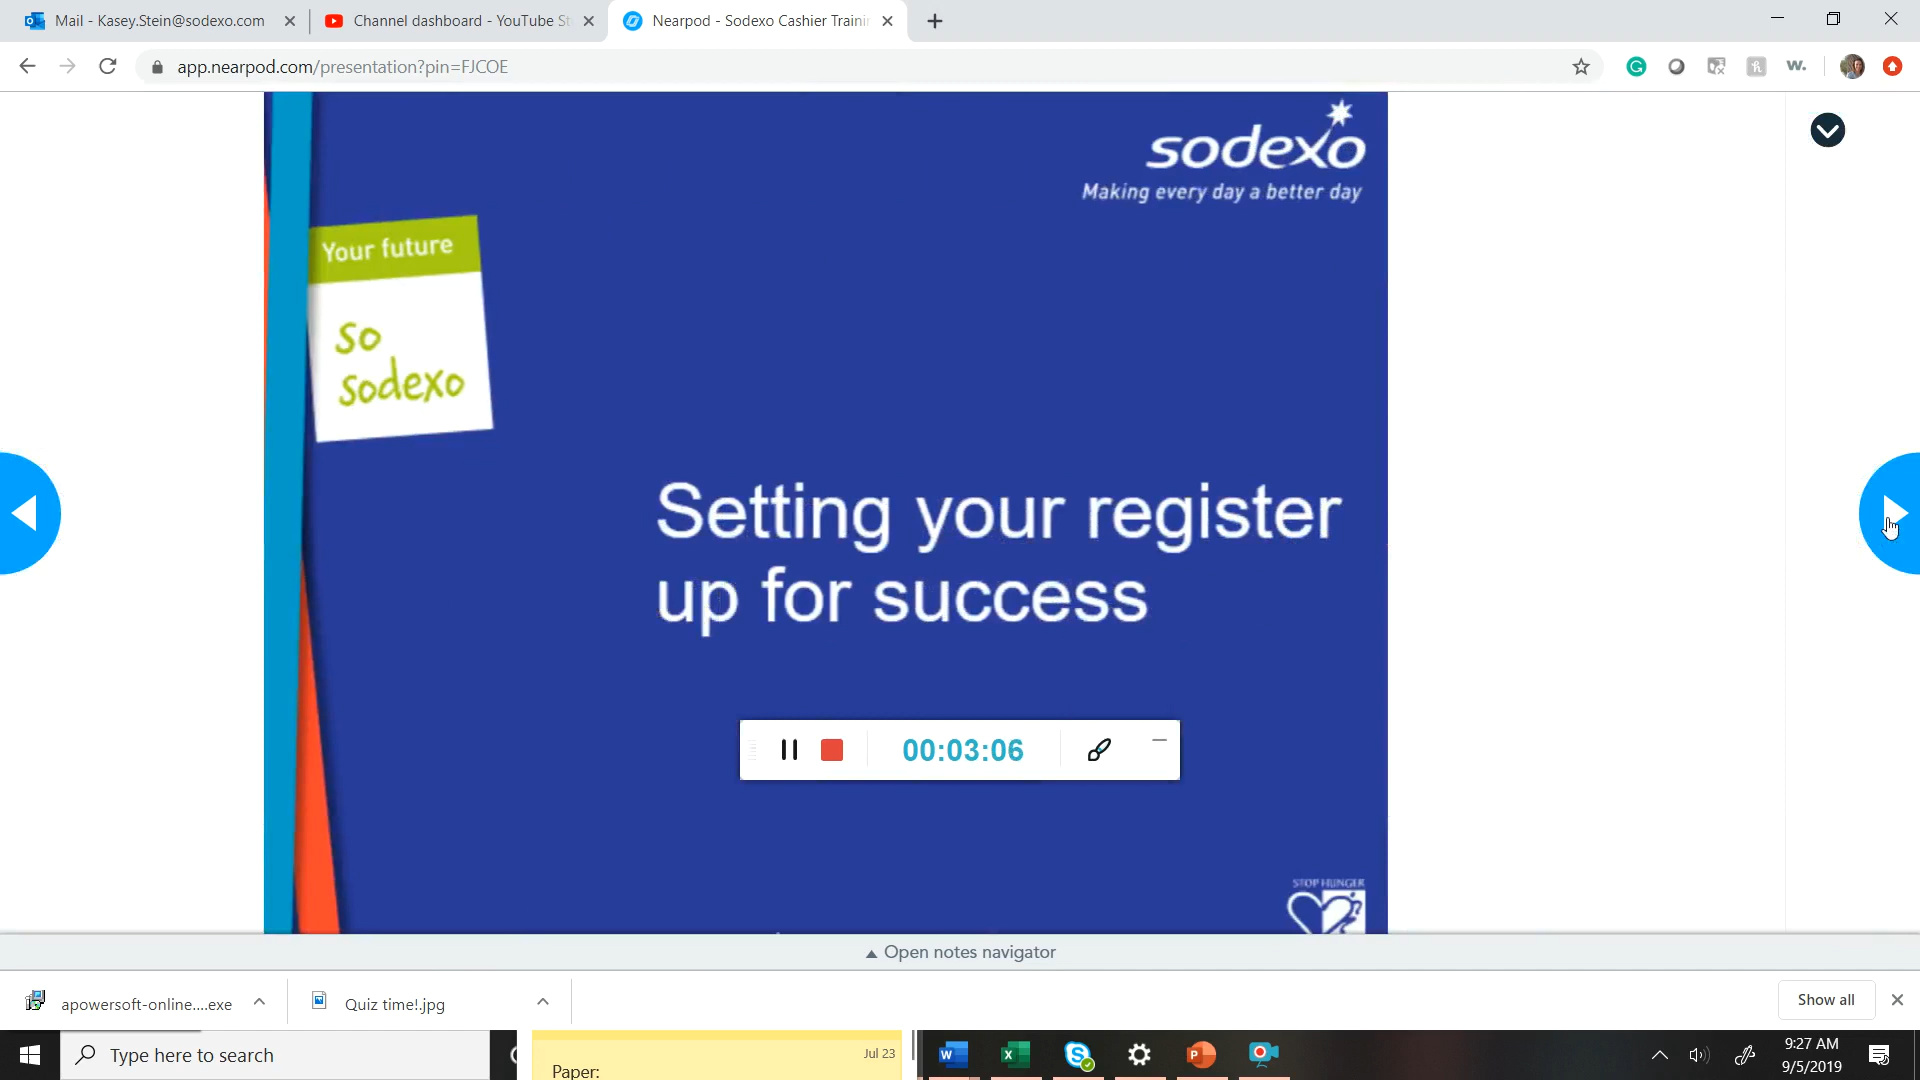 Mail - Kasey.Stein@sodexo.com
Channel dashboard - YouTube St
Nearpod - Sodexo Cashier Traini
app.nearpod.com/presentation?pin=FJCOE
w.
sodexo
Making every day a better day
Your future
so
sodexo
Setting your register
up for success
00:03:06
STOP HUNGER
Open notes navigator
apowersoft-online....exe
Quiz time!.jpg
Show all
Type here to search
Jul 23
Paper:
9:27 AM
9/5/2019